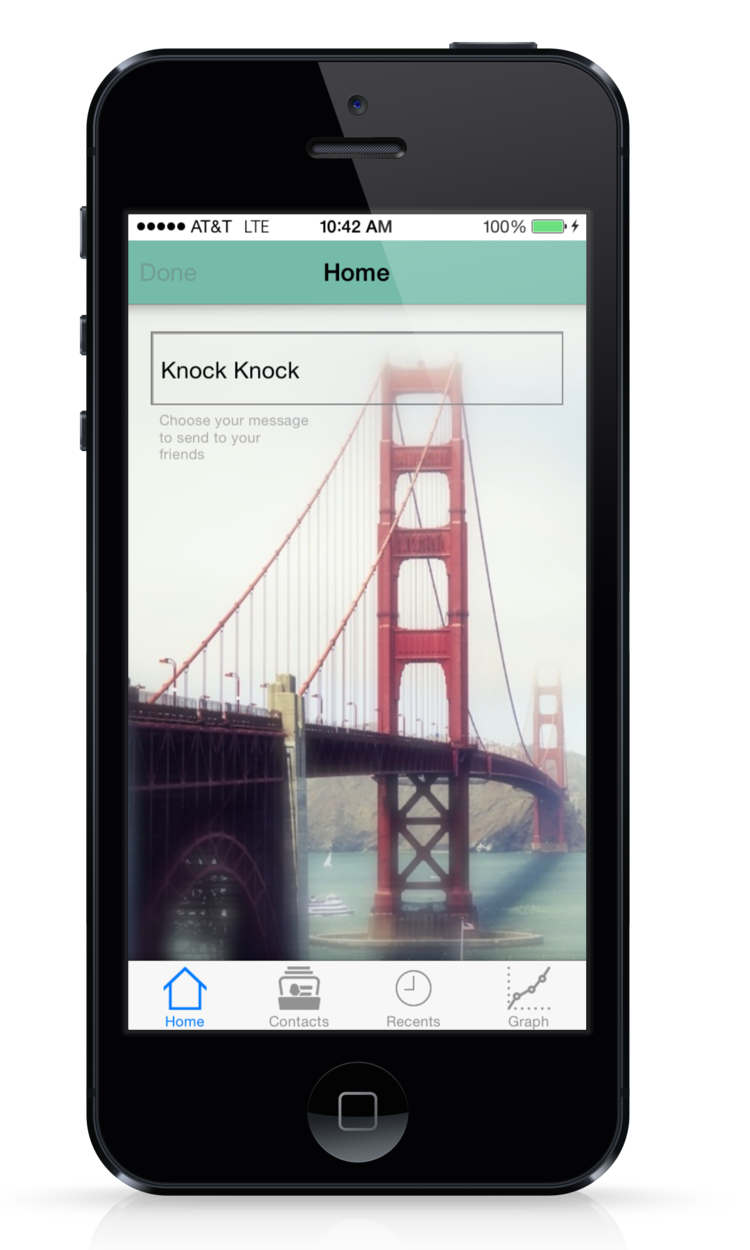 ●●●●● AT&T LTE 10:42 AM 100%
Done Home
Knock Knock
Choose your message
to send to your
friends
Home Contacts Recents Graph